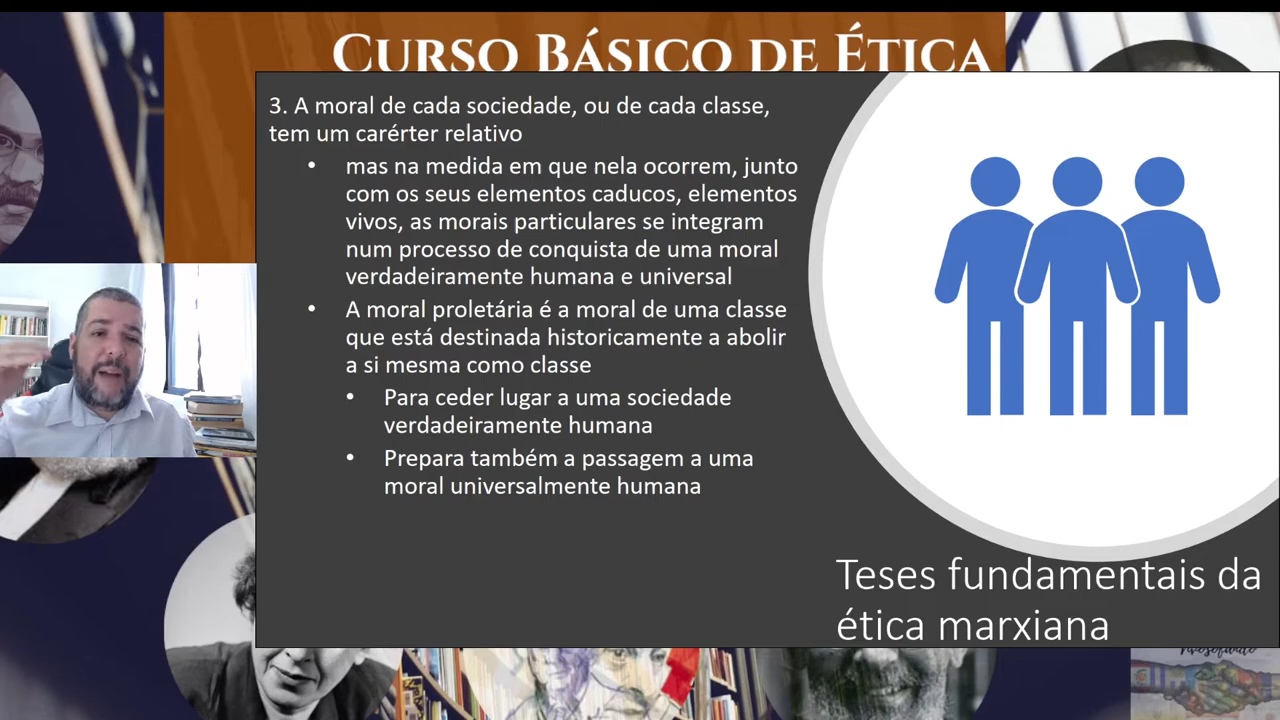 CURSO BÁSICO DE ÉTICA
3. A moral de cada sociedade, ou de cada classe,
tem um carérter relativo
• mas na medida em que nela ocorrem, junto
com os seus elementos caducos, elementos
vivos, as morais particulares se integram
num processo de conquista de uma moral
verdadeiramente humana e universal
• A moral proletária é a moral de uma classe
que está destinada historicamente a abolir
a si mesma como classe
• Para ceder lugar a uma sociedade
verdadeiramente humana
• Prepara também a passagem a uma
moral universalmente humana
Teses fundamentais da
ética marxiana